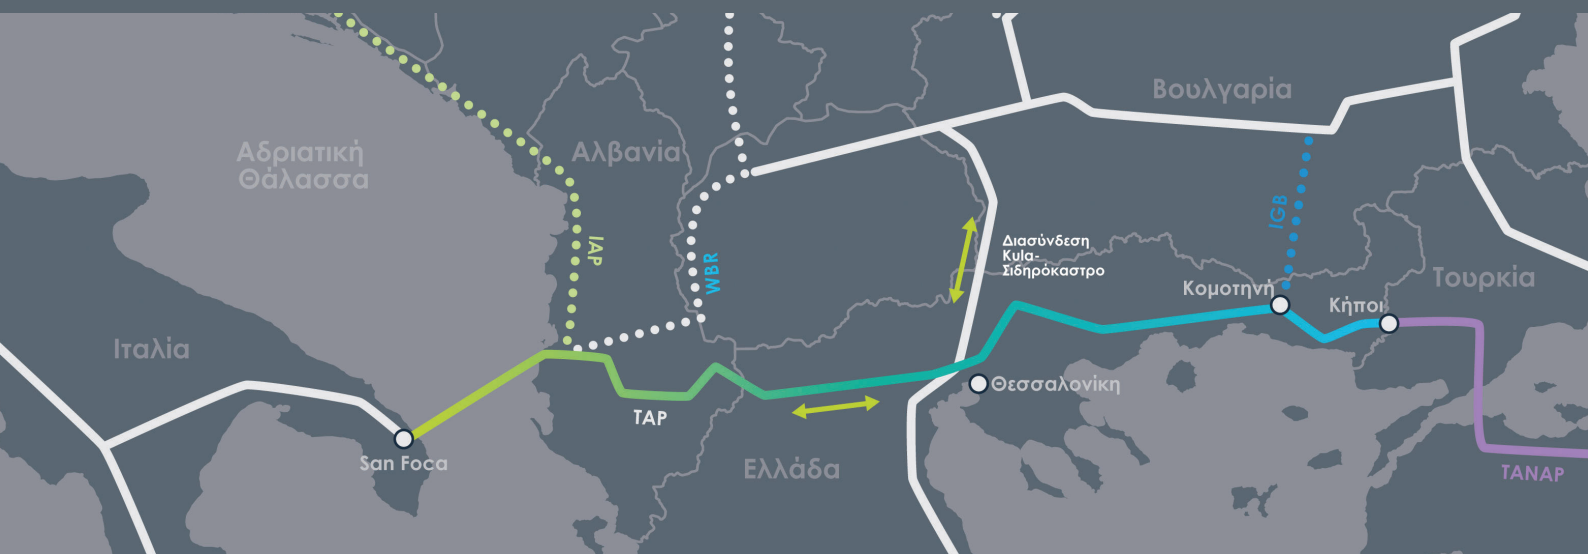 Βουλγαρία
Αδριατική
Θάλασσα
Αλβανία
IGB
IAP
WBR
Διασύνδεση
Kula-
Σιδηρόκαστρο
Τουρκία
Κομοτηνή
Κήποι
Ιταλία
Θεσσαλονίκη
TAP
San Foca
Ελλάδα
TANAP